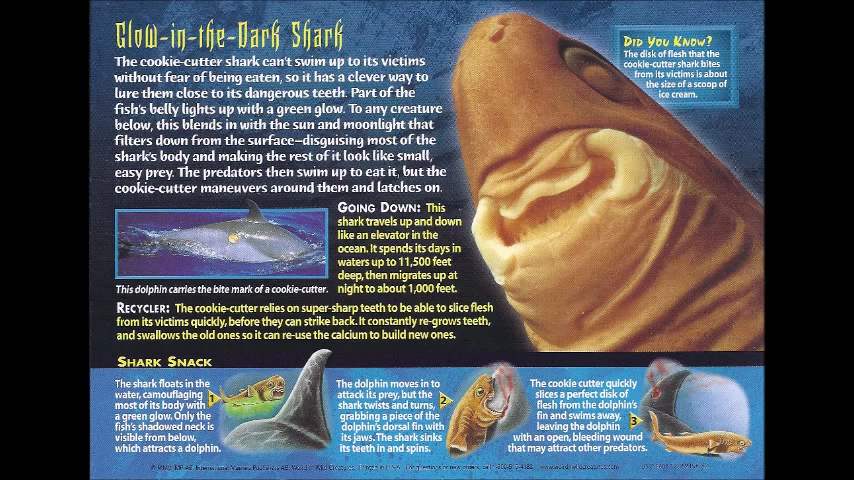 Glow-in-the-Dark Shark
The cookie-cutter shark can't swim up to its victims
without fear of being eaten, so it has a clever way to
lure them close to its dangerous teeth. Part of the
fish's belly lights up with a green glow. To any creature
below, this blends in with the sun and moonlight that
filters down from the surface—disguising most of the
shark's body and making the rest of it look like small,
easy prey. The predators then swim up to eat it, but the
cookie-cutter maneuvers around them and latches on.
DID YOU KNOW?
The disk of flesh that the
cookie-cutter shark bites
from its victims is about
the size of a scoop of
ice cream.
GOING DOWN: This
shark travels up and down
like an elevator in the
ocean. It spends its days in
waters up to 11,500 feet
deep, then migrates up at
night to about 1,000 feet.
This dolphin carries the bite mark of a cookie-cutter.
RECYCLER: The cookie-cutter relies on super-sharp teeth to be able to slice flesh
from its victims quickly, before they can strike back. It constantly re-grows teeth,
and swallows the old ones so it can re-use the calcium to build new ones.
SHARK SNACK
The shark floats in the
water, camouflaging
most of its body with
a green glow. Only the
fish's shadowed neck is
visible from below,
which attracts a dolphin.
1
The dolphin moves in to
attack its prey, but the
shark twists and turns,
grabbing a piece of the
dolphin's dorsal fin with
its jaws. The shark sinks
its teeth in and spins.
2
The cookie cutter quickly
slices a perfect disk of
flesh from the dolphin's
fin and swims away,
leaving the dolphin
with an open, bleeding wound
that may attract other predators.
3